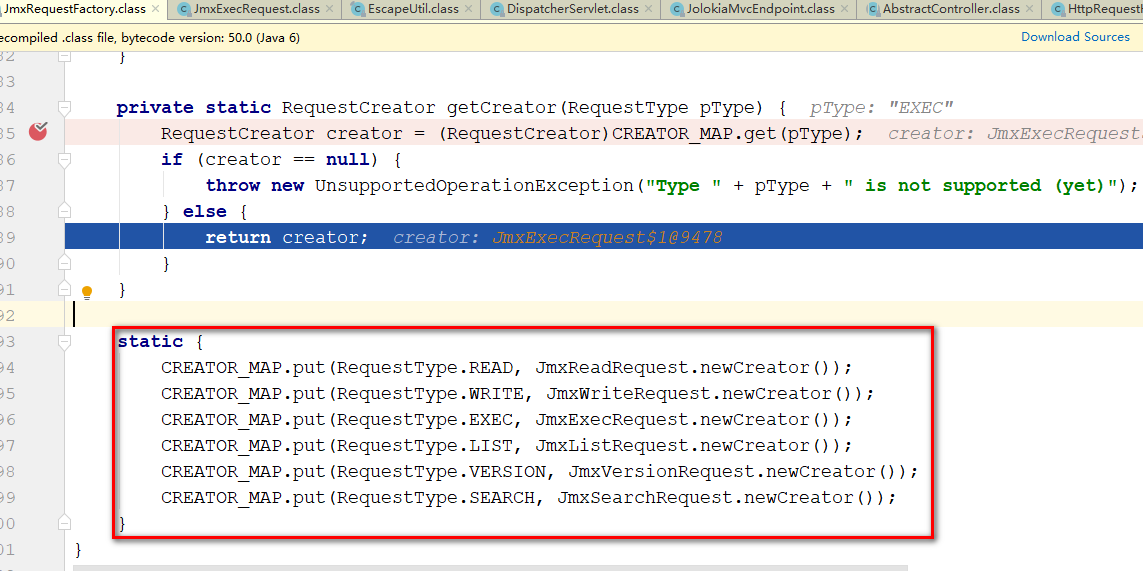 JmxRequestFactory.class × JmxExecRequest.class × EscapeUtil.class × DispatcherServlet.class × JolokiaMvcEndpoint.class × AbstractController.class × HttpRequestH
ecompiled .class file, bytecode version: 50.0 (Java 6) Download Sources
32 }
33
34 private static RequestCreator getCreator(RequestType pType) { pType: "EXEC"
35 RequestCreator creator = (RequestCreator)CREATOR_MAP.get(pType); creator: JmxExecRequest
36 if (creator == null) {
37 throw new UnsupportedOperationException("Type " + pType + " is not supported (yet)");
38 } else {
39 return creator; creator: JmxExecRequest$1@9478
90 }
91 }
92
93 static {
94 CREATOR_MAP.put(RequestType.READ, JmxReadRequest.newCreator());
95 CREATOR_MAP.put(RequestType.WRITE, JmxWriteRequest.newCreator());
96 CREATOR_MAP.put(RequestType.EXEC, JmxExecRequest.newCreator());
97 CREATOR_MAP.put(RequestType.LIST, JmxListRequest.newCreator());
98 CREATOR_MAP.put(RequestType.VERSION, JmxVersionRequest.newCreator());
99 CREATOR_MAP.put(RequestType.SEARCH, JmxSearchRequest.newCreator());
00 }
01 }